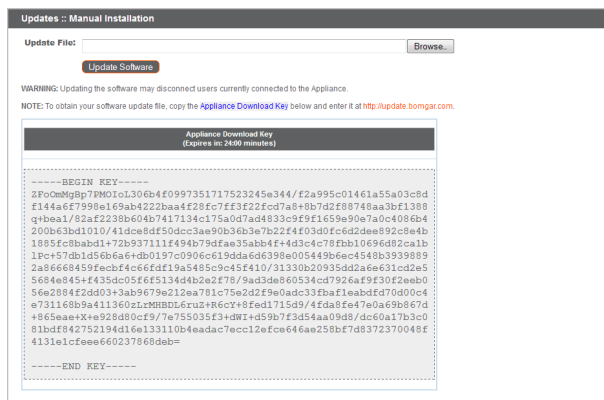 Updates :: Manual Installation
Update File:
Browse..
Update Software
WARNING: Updating the software may disconnect users currently connected to the Appliance.
NOTE: To obtain your software update file, copy the Appliance Download Key below and enter it at http://update.bomgar.com.
Appliance Download Key
(Expires in: 24:00 minutes)
-----BEGIN KEY-----
ZFoOmMgBp7PMOIoL306b4f0997351717523245e344/f2a995c01461a55a03c8d
f144a6f7998e169ab4222baa4f28fc7ff3f22fcd7a8+8b7d2f88748aa3bf1388
q+bea1/82af2238b604b7417134c175a0d7ad4833c9f9f1659e90e7a0c4086b4
200b63bd1010/41dce8df50dcc3ae90b36b3e7b22f4f03d0fc6d2dee892c8e4b
1885fc8babd1+72b937111f494b79dfae35abb4f+4d3c4c78fbb10696d82ca1b
1Pc+57db1d56b6a6+db0197c0906c619dda6d6398e005449b6ec4548b3939889
2a86668459fecbf4c66fdf19a5485c9c45f410/31330b20935dd2a6e631cd2e5
5684e845+f435dc05f6f5134d4b2e2f78/9ad3de860534cd7926af9f30f2eeb0
56e2884f2dd03+3ab9679e212ea781c75e2d2f9e0adc33fbaf1eabdfd70d00c4
e731168b9a411360zLrMHBDL6ruZ+R6cY+8fed1715d9/4fda8fe47e0a69b867d
+865eae+X+e928d80cf9/7e755035f3+dWI+d59b7f3d54aa09d8/dc60a17b3c0
81bdf842752194d16e133110b4eadac7ecc12efce646ae258bf7d8372370048f
4131e1cfeee660237868deb=
-----END KEY-----